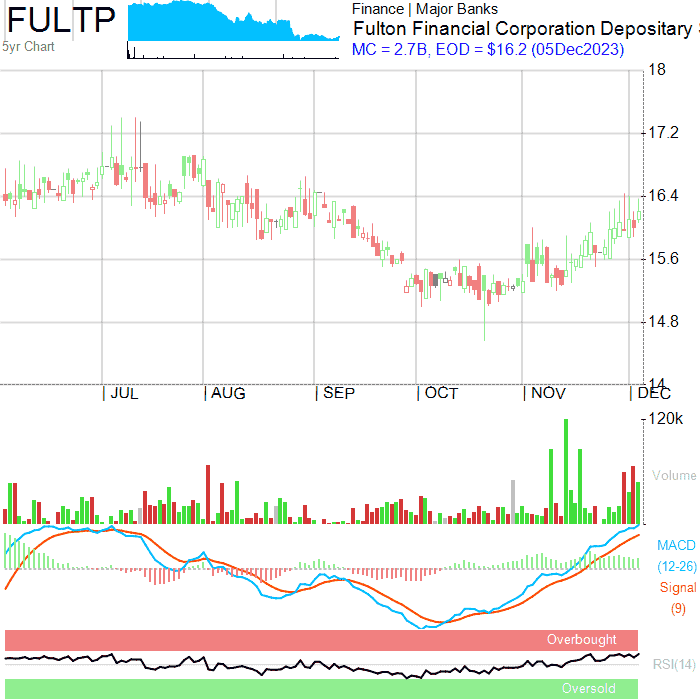 FULTP
5yr Chart
Finance | Major Banks
Fulton Financial Corporation Depositary
MC = 2.7B, EOD = $16.2 (05Dec2023)
18
17.2
16.4
15.6
14.8
14
| JUL | AUG | SEP | OCT | NOV | DEC
120k
Volume
MACD
(12-26)
Signal
(9)
Overbought
RSI(14)
Oversold